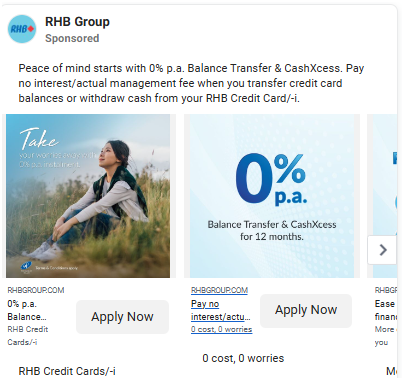 RHB
RHB Group
Sponsored
Peace of mind starts with 0% p.a. Balance Transfer & CashXcess. Pay
no interest/actual management fee when you transfer credit card
balances or withdraw cash from your RHB Credit Card/-i.
Take
0%
p.a.
Balance Transfer & CashXcess
for 12 months.
RHBGROUP.COM
0% p.a.
Balance...
RHB Credit
Cards/-i
Apply Now
RHBGROUP.COM
Pay no
interest/actu...
0 cost, 0 worries
Apply Now
RHBGR
Ease
financ
More
you
RHB Credit Cards/-i
0 cost, 0 worries
Mo